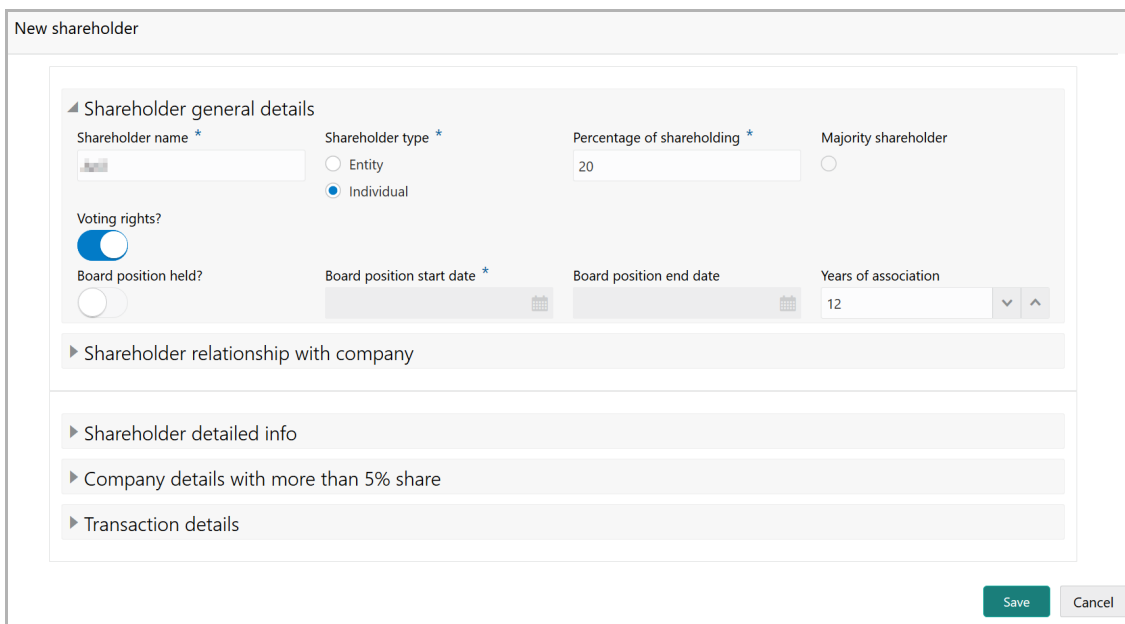 New shareholder
Shareholder general details
Shareholder name * Shareholder type * Percentage of shareholding * Majority shareholder
Entity 20
Individual
Voting rights?
Board position held? Board position start date * Board position end date Years of association
12
Shareholder relationship with company
Shareholder detailed info
Company details with more than 5% share
Transaction details
Save Cancel